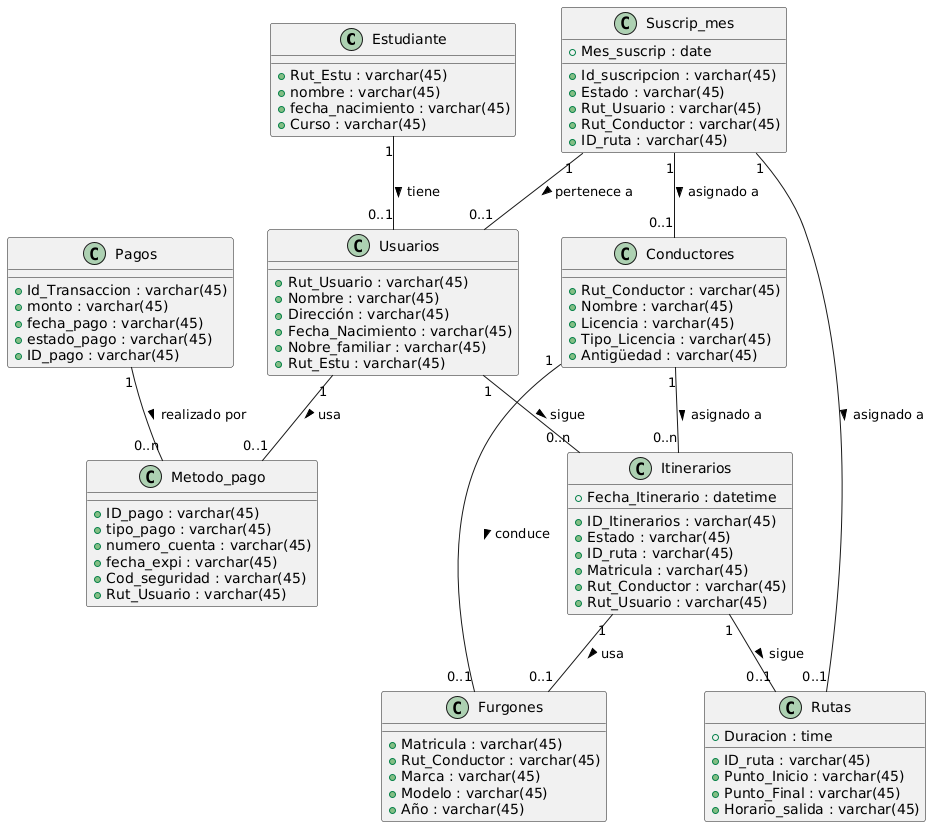 C Estudiante
Rut_Estu : varchar(45)
nombre : varchar(45)
fecha_nacimiento : varchar(45)
Curso : varchar(45)
Suscrip_mes
Mes_suscrip : date
Id_suscripcion : varchar(45)
Estado : varchar(45)
Rut_Usuario : varchar(45)
Rut_Conductor : varchar(45)
ID_ruta : varchar(45)
1
1
1
1
tiene
pertenece a
asignado a
0..1
0..1
0..1
C Pagos
Id_Transaccion : varchar(45)
monto : varchar(45)
fecha_pago : varchar(45)
estado_pago : varchar(45)
ID_pago : varchar(45)
C Usuarios
Rut_Usuario : varchar(45)
Nombre : varchar(45)
Dirección : varchar(45)
Fecha_Nacimiento : varchar(45)
Nobre_familiar : varchar(45)
Rut_Estu : varchar(45)
C Conductores
Rut_Conductor : varchar(45)
Nombre : varchar(45)
Licencia : varchar(45)
Tipo_Licencia : varchar(45)
Antigüedad : varchar(45)
1
1
1
1
1
realizado por
usa
sigue
asignado a
asignado a
0..n
0..1
0..n
0..n
C Metodo_pago
ID_pago : varchar(45)
tipo_pago : varchar(45)
numero_cuenta : varchar(45)
fecha_expi : varchar(45)
Cod_seguridad : varchar(45)
Rut_Usuario : varchar(45)
conduce
C Itinerarios
Fecha_Itinerario : datetime
ID_Itinerarios : varchar(45)
Estado : varchar(45)
ID_ruta : varchar(45)
Matricula : varchar(45)
Rut_Conductor : varchar(45)
Rut_Usuario : varchar(45)
1
1
usa
sigue
0..1
0..1
0..1
0..1
C Furgones
Matricula : varchar(45)
Rut_Conductor : varchar(45)
Marca : varchar(45)
Modelo : varchar(45)
Año : varchar(45)
C Rutas
Duracion : time
ID_ruta : varchar(45)
Punto_Inicio : varchar(45)
Punto_Final : varchar(45)
Horario_salida : varchar(45)